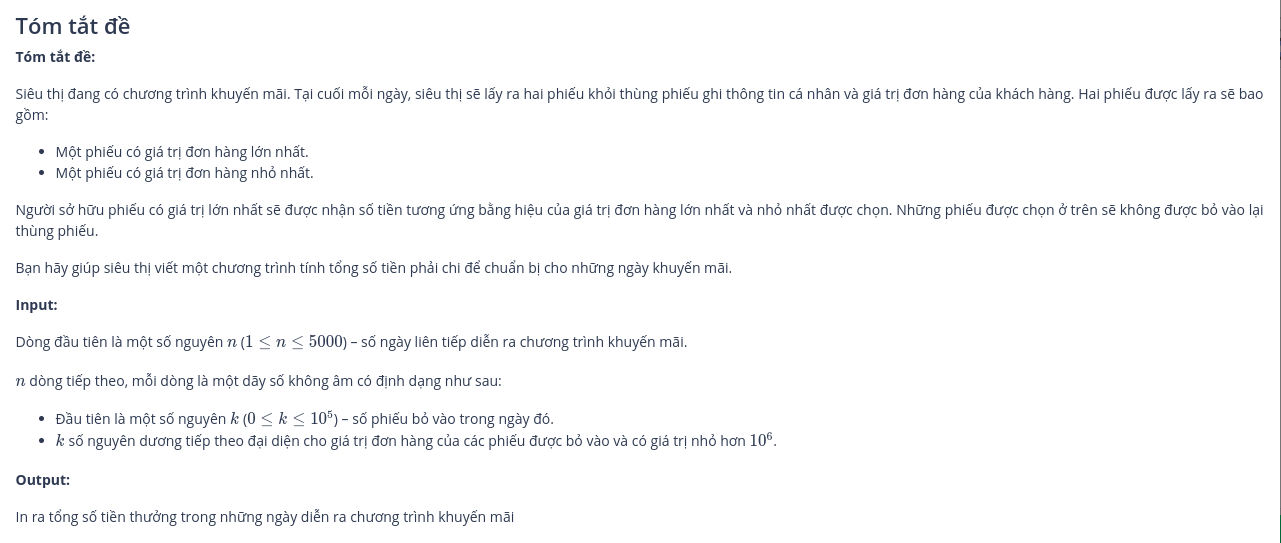 Tóm tắt đề
Tóm tắt đề:
Siêu thị đang có chương trình khuyến mãi. Tại cuối mỗi ngày, siêu thị sẽ lấy ra hai phiếu khỏi thùng phiếu ghi thông tin cá nhân và giá trị đơn hàng của khách hàng. Hai phiếu được lấy ra sẽ bao
gồm:
• Một phiếu có giá trị đơn hàng lớn nhất.
• Một phiếu có giá trị đơn hàng nhỏ nhất.
Người sở hữu phiếu có giá trị lớn nhất sẽ được nhận số tiền tương ứng bằng hiệu của giá trị đơn hàng lớn nhất và nhỏ nhất được chọn. Những phiếu được chọn ở trên sẽ không được bỏ vào lại
thùng phiếu.
Bạn hãy giúp siêu thị viết một chương trình tính tổng số tiền phải chi để chuẩn bị cho những ngày khuyến mãi.
Input:
Dòng đầu tiên là một số nguyên n (1 ≤ n ≤ 5000) – số ngày liên tiếp diễn ra chương trình khuyến mãi.
n dòng tiếp theo, mỗi dòng là một dãy số không âm có định dạng như sau:
• Đầu tiên là một số nguyên k (0 ≤ k ≤ 10⁵) – số phiếu bỏ vào trong ngày đó.
• k số nguyên dương tiếp theo đại diện cho giá trị đơn hàng của các phiếu được bỏ vào và có giá trị nhỏ hơn 10⁶.
Output:
In ra tổng số tiền thưởng trong những ngày diễn ra chương trình khuyến mãi